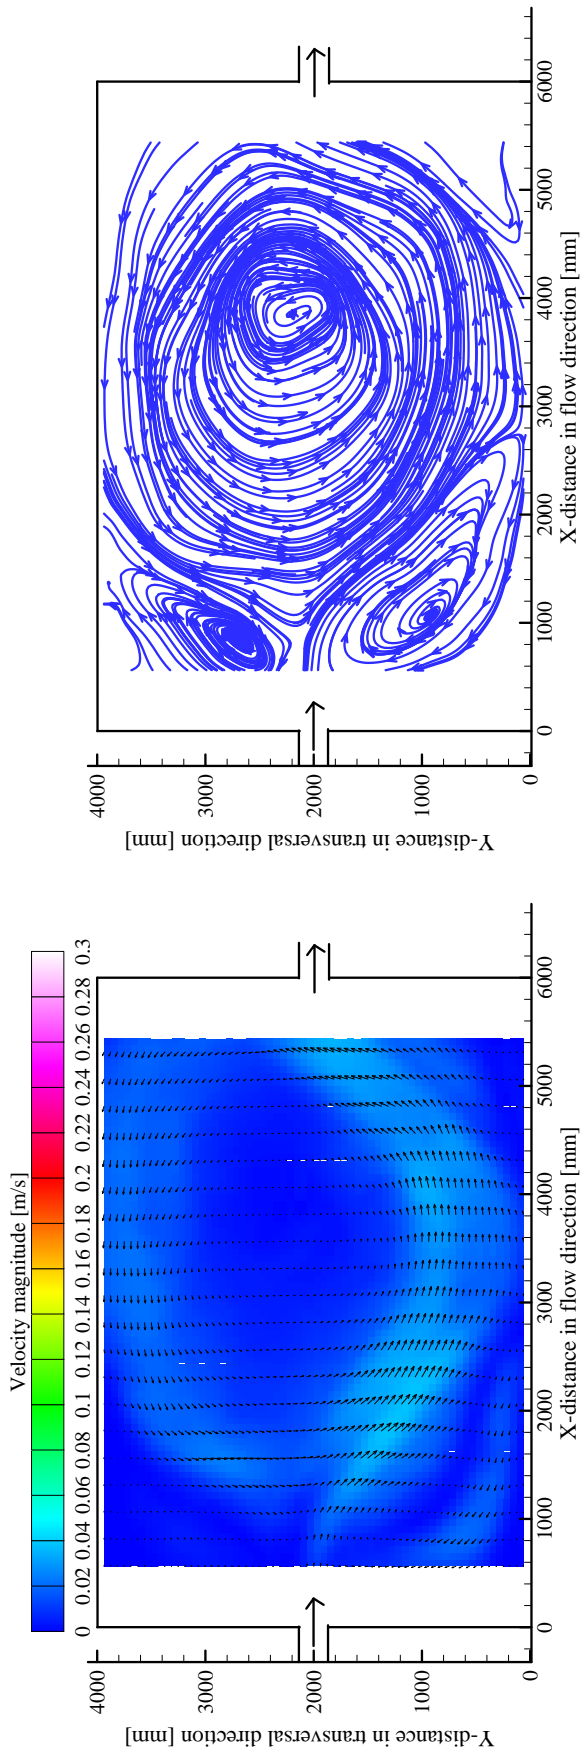 Velocity magnitude [m/s]
0 0.02 0.04 0.06 0.08 0.1 0.12 0.14 0.16 0.18 0.2 0.22 0.24 0.26 0.28 0.3
Y-distance in transversal direction [mm]
4000
3000
2000
1000
0
0 1000 2000 3000 4000 5000 6000
X-distance in flow direction [mm]
Y-distance in transversal direction [mm]
4000
3000
2000
1000
0
0 1000 2000 3000 4000 5000 6000
X-distance in flow direction [mm]